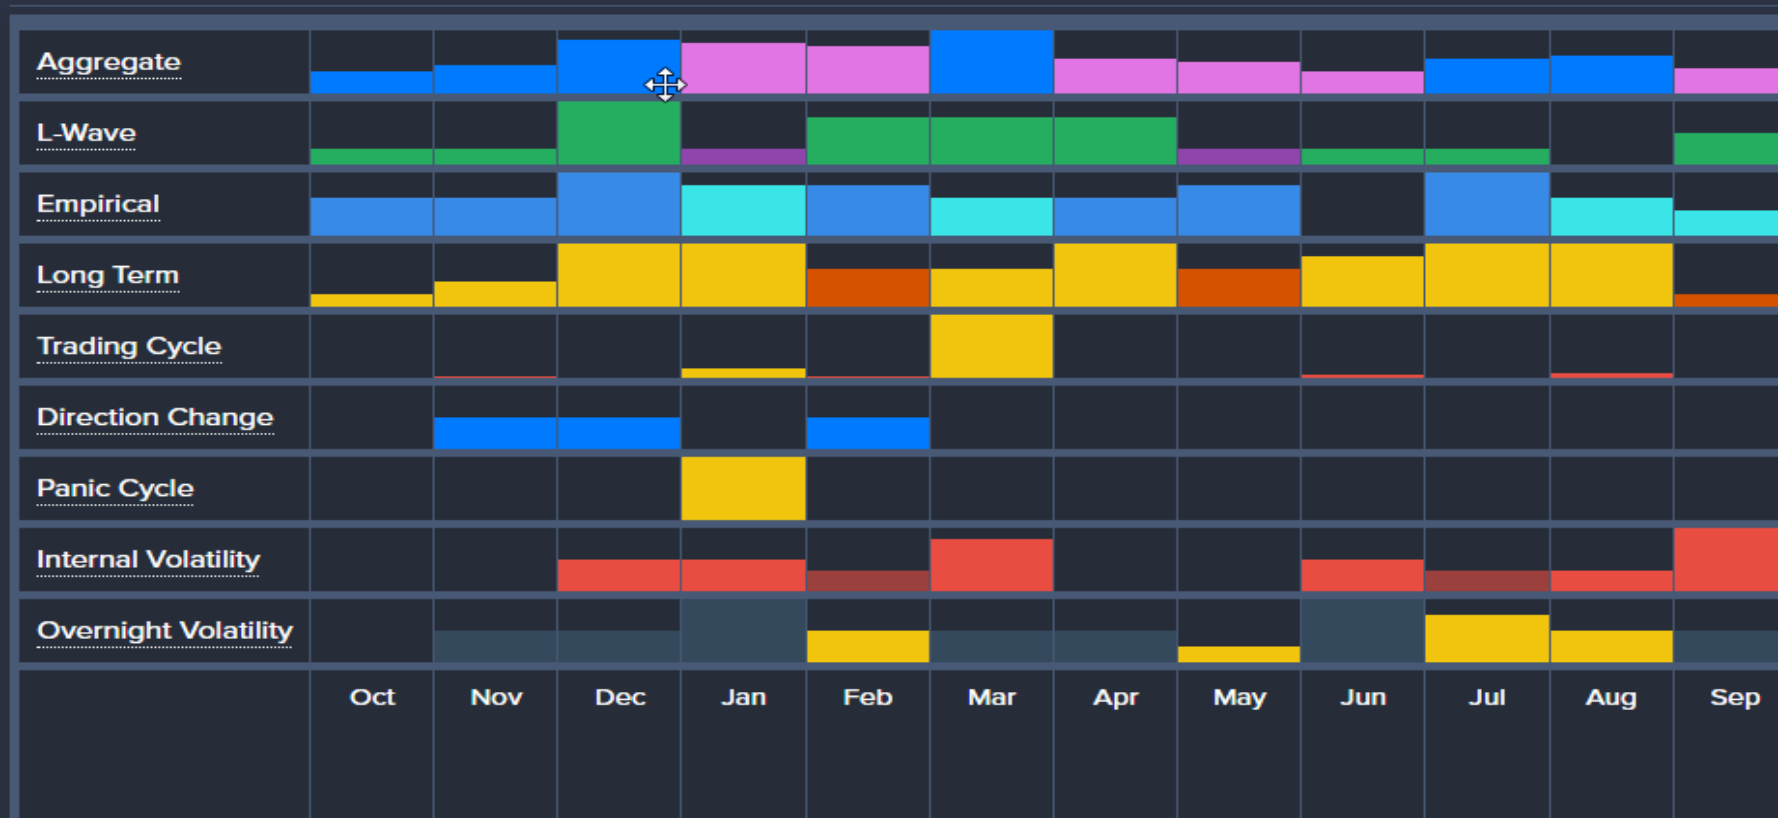 Aggregate
L-Wave
Empirical
Long Term
Trading Cycle
Direction Change
Panic Cycle
Internal Volatility
Overnight Volatility
Oct Nov Dec Jan Feb Mar Apr May Jun Jul Aug Sep